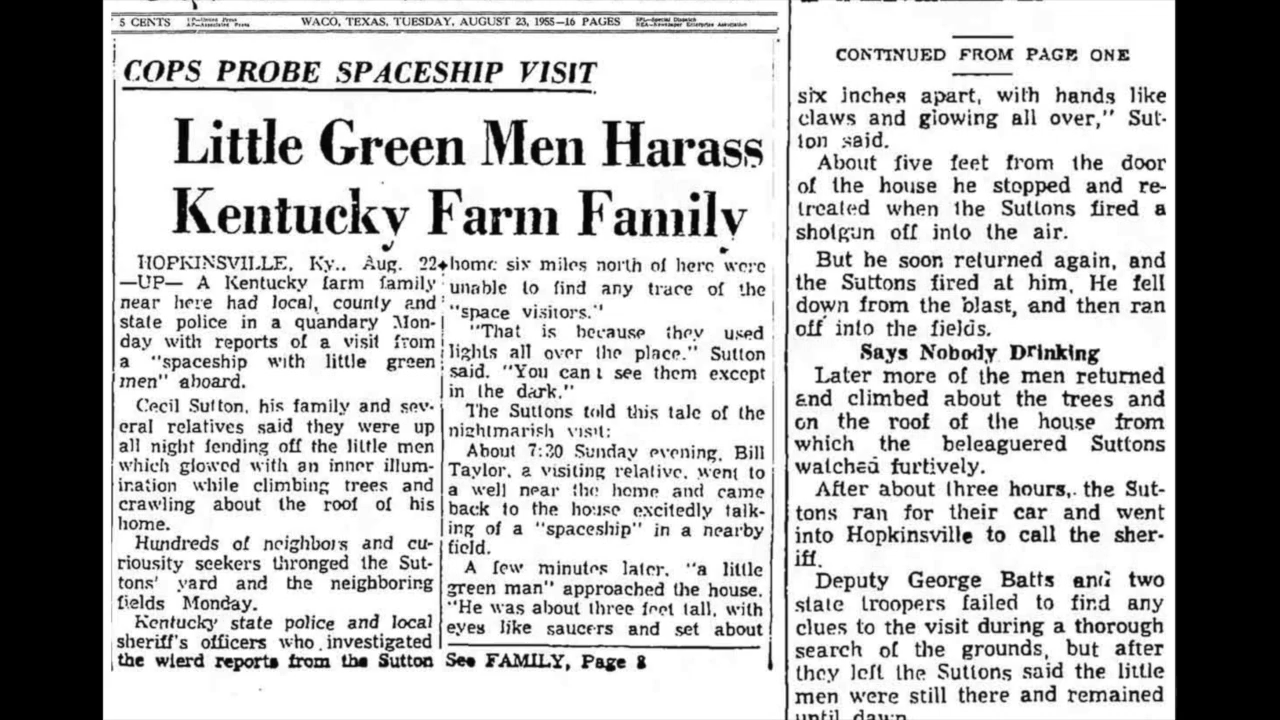 5 CENTS
WACO, TEXAS, TUESDAY, AUGUST 23, 1955—16 PAGES
COPS PROBE SPACESHIP VISIT
Little Green Men Harass
Kentucky Farm Family
HOPKINSVILLE, Ky., Aug. 22
—UP— A Kentucky farm family
near here had local, county and
state police in a quandary Mon-
day with reports of a visit from
a "spaceship with little green
men" aboard.
Cecil Sutton, his family and sev-
eral relatives said they were up
all night fending off the little men
which glowed with an inner illum-
ination while climbing trees and
crawling about the roof of his
home.
Hundreds of neighbors and cu-
riousity seekers thronged the Sut-
tons' yard and the neighboring
fields Monday.
Kentucky state police and local
sheriff's officers who investigated
the wierd reports from the Sutton
home six miles north of here were
unable to find any trace of the
"space visitors."
"That is because they used
lights all over the place." Sutton
said. "You can't see them except
in the dark."
The Suttons told this tale of the
nightmarish visit:
About 7:30 Sunday evening, Bill
Taylor, a visiting relative, went to
a well near the home and came
back to the house excitedly talk-
ing of a "spaceship" in a nearby
field.
A few minutes later, "a little
green man" approached the house.
"He was about three feet tall, with
eyes like saucers and set about
See FAMILY, Page 8
CONTINUED FROM PAGE ONE
six inches apart, with hands like
claws and glowing all over," Sut-
ton said.
About five feet from the door
of the house he stopped and re-
treated when the Suttons fired a
shotgun off into the air.
But he soon returned again, and
the Suttons fired at him. He fell
down from the blast, and then ran
off into the fields.
Says Nobody Drinking
Later more of the men returned
and climbed about the trees and
on the roof of the house from
which the beleaguered Suttons
watched furtively.
After about three hours, the Sut-
tons ran for their car and went
into Hopkinsville to call the sher-
iff.
Deputy George Batts and two
state troopers failed to find any
clues to the visit during a thorough
search of the grounds, but after
they left the Suttons said the little
men were still there and remained
until dawn